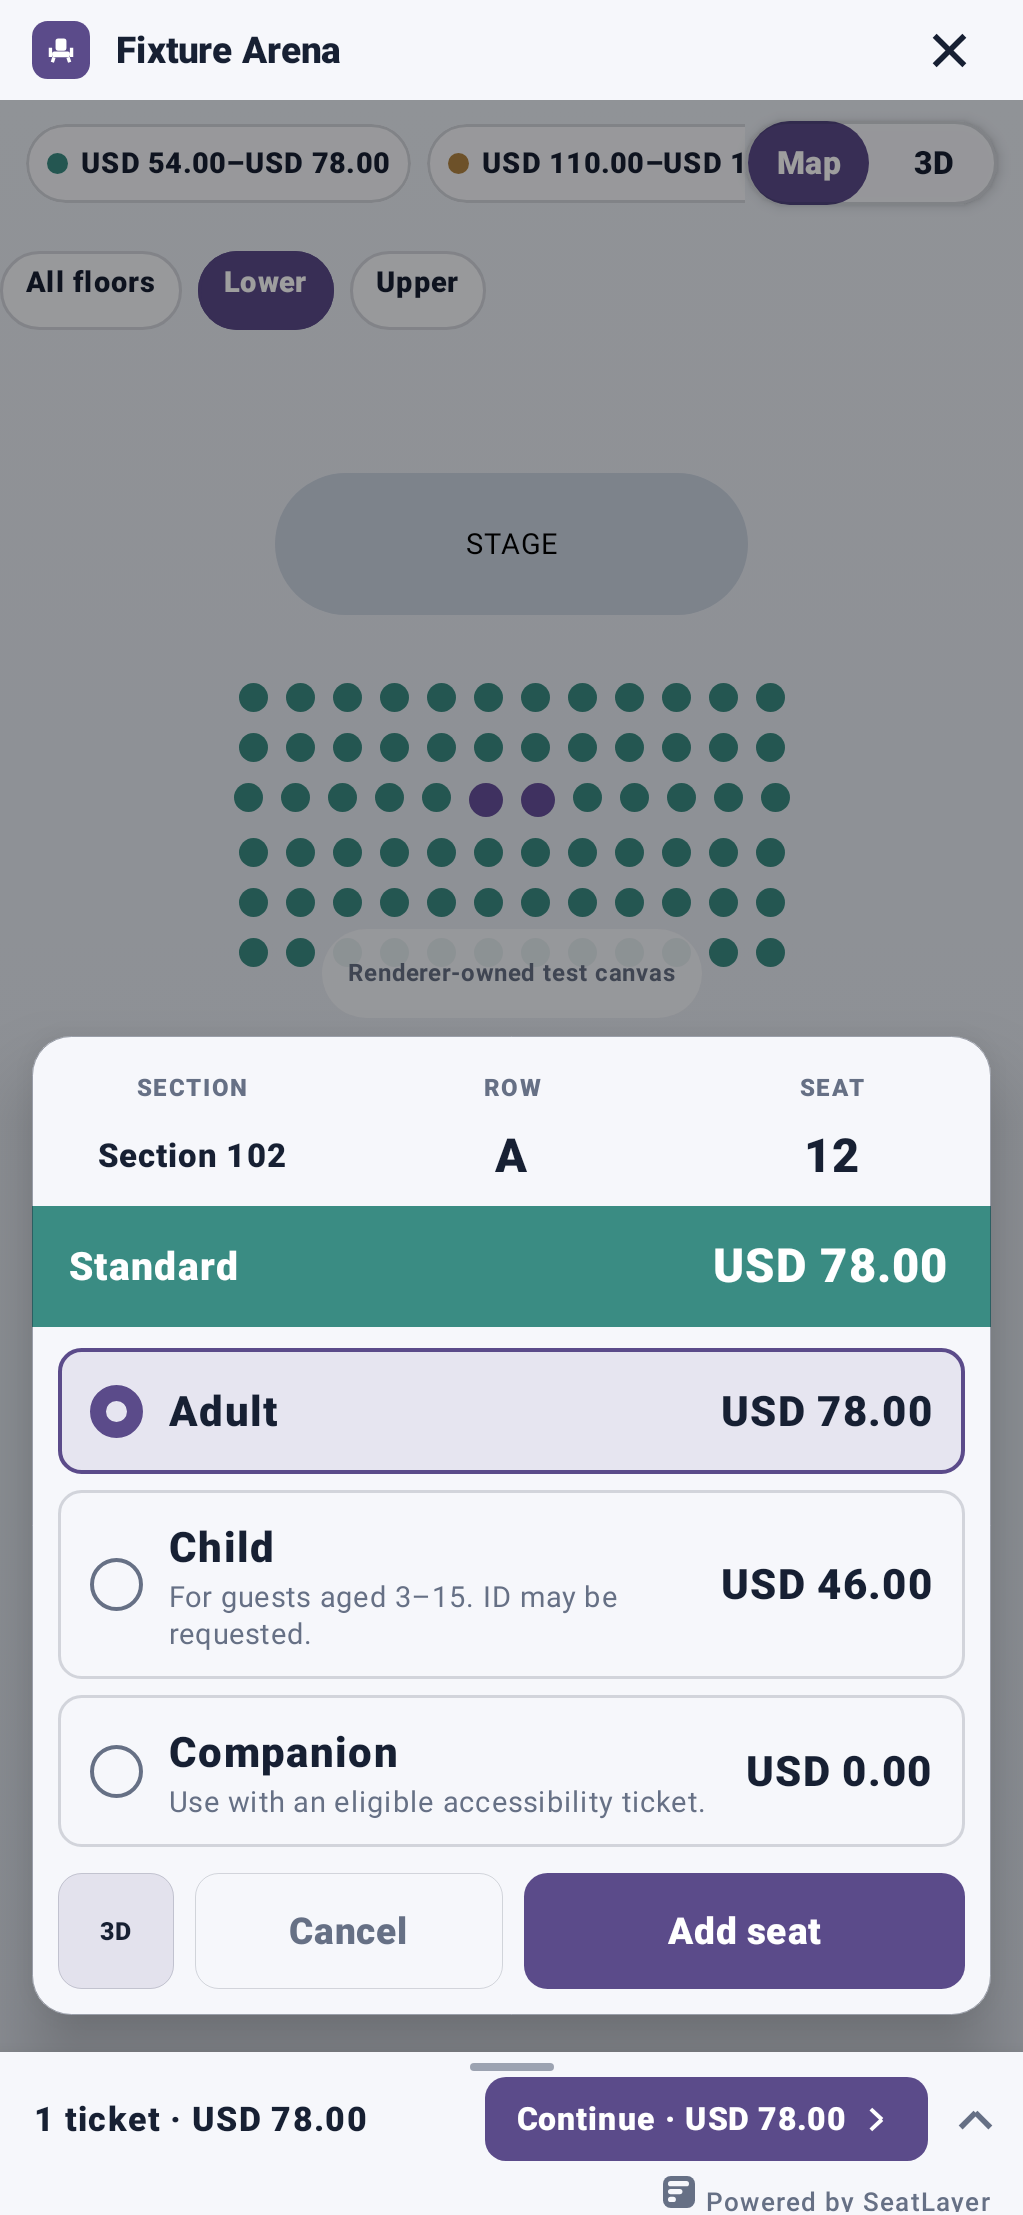 Fixture Arena
USD 54.00–USD 78.00
USD 110.00–USD 1
Map
3D
All floors
Lower
Upper
STAGE
Renderer-owned test canvas
SECTION
ROW
SEAT
Section 102
A
12
Standard
USD 78.00
Adult
USD 78.00
Child
For guests aged 3–15. ID may be
requested.
USD 46.00
Companion
Use with an eligible accessibility ticket.
USD 0.00
3D
Cancel
Add seat
1 ticket · USD 78.00
Continue · USD 78.00
Powered by SeatLayer